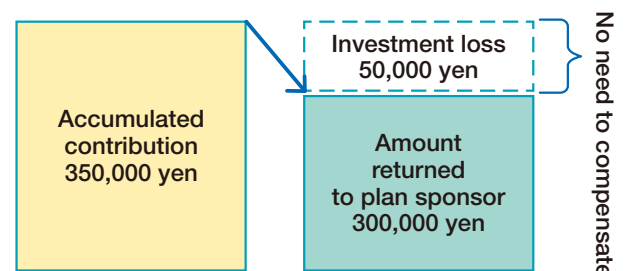 Accumulated
contribution
350,000 yen
Investment loss
50,000 yen
Amount
returned
to plan sponsor
300,000 yen
No need to compensate